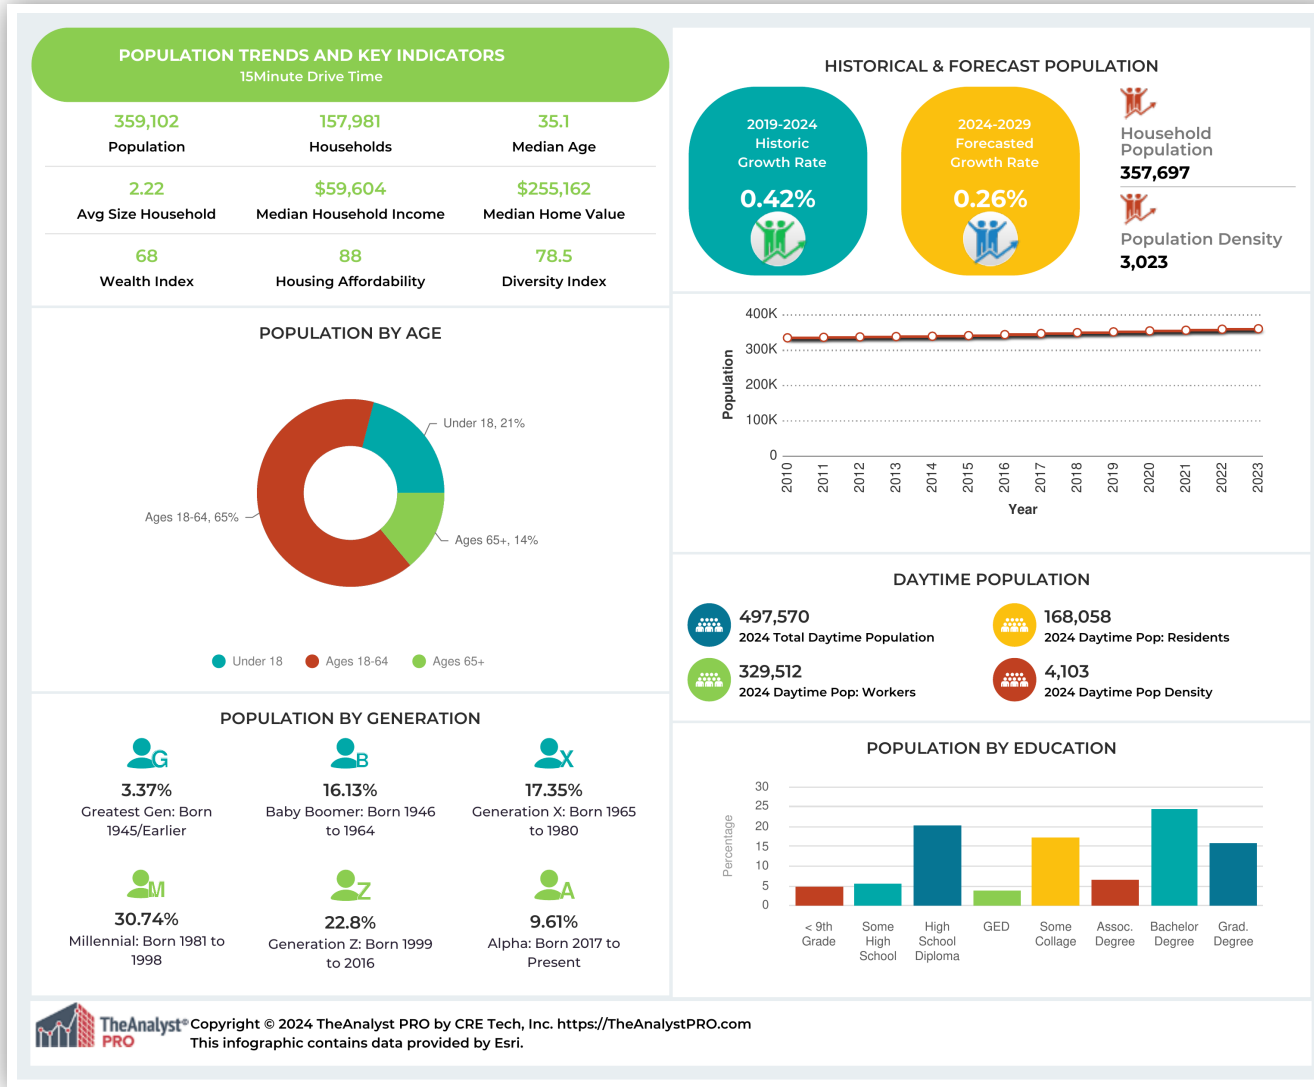 POPULATION TRENDS AND KEY INDICATORS
15Minute Drive Time
359,102
Population
157,981
Households
35.1
Median Age
2.22
Avg Size Household
$59,604
Median Household Income
$255,162
Median Home Value
68
Wealth Index
88
Housing Affordability
78.5
Diversity Index
HISTORICAL & FORECAST POPULATION
2019-2024
Historic
Growth Rate
0.42%
2024-2029
Forecasted
Growth Rate
0.26%
Household
Population
357,697
Population Density
3,023
POPULATION BY AGE
Under 18, 21%
Ages 18-64, 65%
Ages 65+, 14%
Under 18
Ages 18-64
Ages 65+
400K
300K
200K
100K
0
Population
2010
2011
2012
2013
2014
2015
2016
2017
2018
2019
2020
2021
2022
2023
Year
DAYTIME POPULATION
497,570
2024 Total Daytime Population
168,058
2024 Daytime Pop: Residents
329,512
2024 Daytime Pop: Workers
4,103
2024 Daytime Pop Density
POPULATION BY GENERATION
G
3.37%
Greatest Gen: Born
1945/Earlier
B
16.13%
Baby Boomer: Born 1946
to 1964
X
17.35%
Generation X: Born 1965
to 1980
M
30.74%
Millennial: Born 1981 to
1998
Z
22.8%
Generation Z: Born 1999
to 2016
A
9.61%
Alpha: Born 2017 to
Present
POPULATION BY EDUCATION
30
25
20
15
10
5
0
Percentage
< 9th
Grade
Some
High
School
High
School
Diploma
GED
Some
Collage
Assoc.
Degree
Bachelor
Degree
Grad.
Degree
TheAnalyst®
PRO
Copyright © 2024 TheAnalyst PRO by CRE Tech, Inc. https://TheAnalystPRO.com
This infographic contains data provided by Esri.